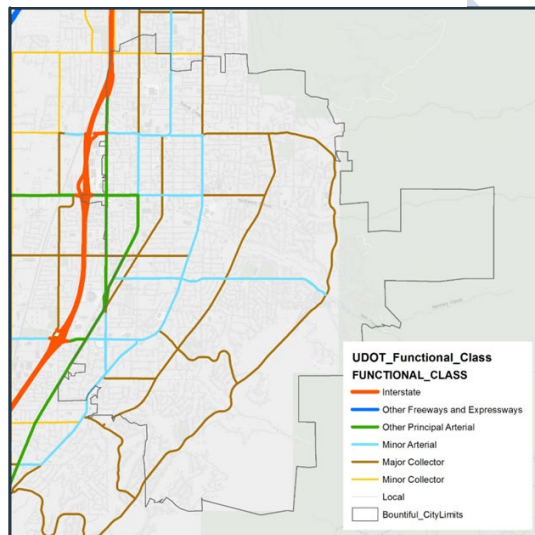 UDOT_Functional_Class
FUNCTIONAL_CLASS
Interstate
Other Freeways and Expressways
Other Principal Arterial
Minor Arterial
Major Collector
Minor Collector
Local
Bountiful_CityLimits